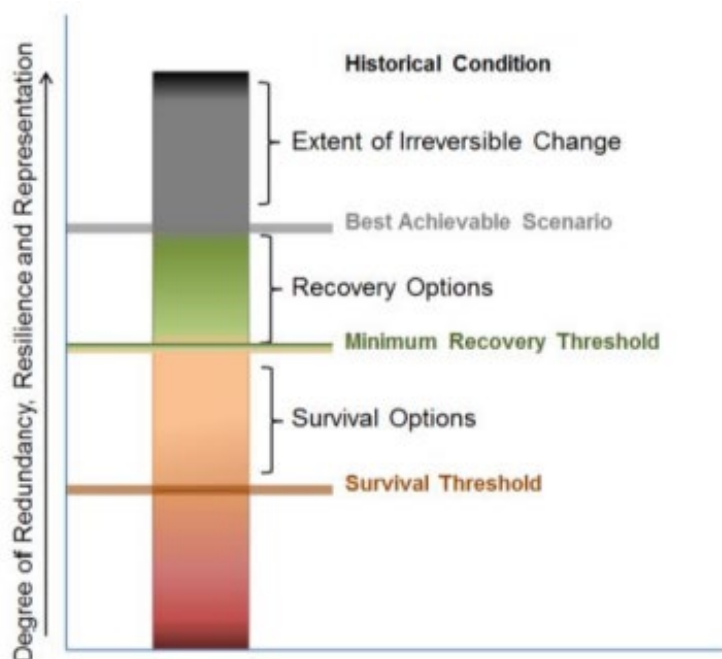 Degree of Redundancy, Resilience and Representation
Historical Condition
Extent of Irreversible Change
Best Achievable Scenario
Recovery Options
Minimum Recovery Threshold
Survival Options
Survival Threshold